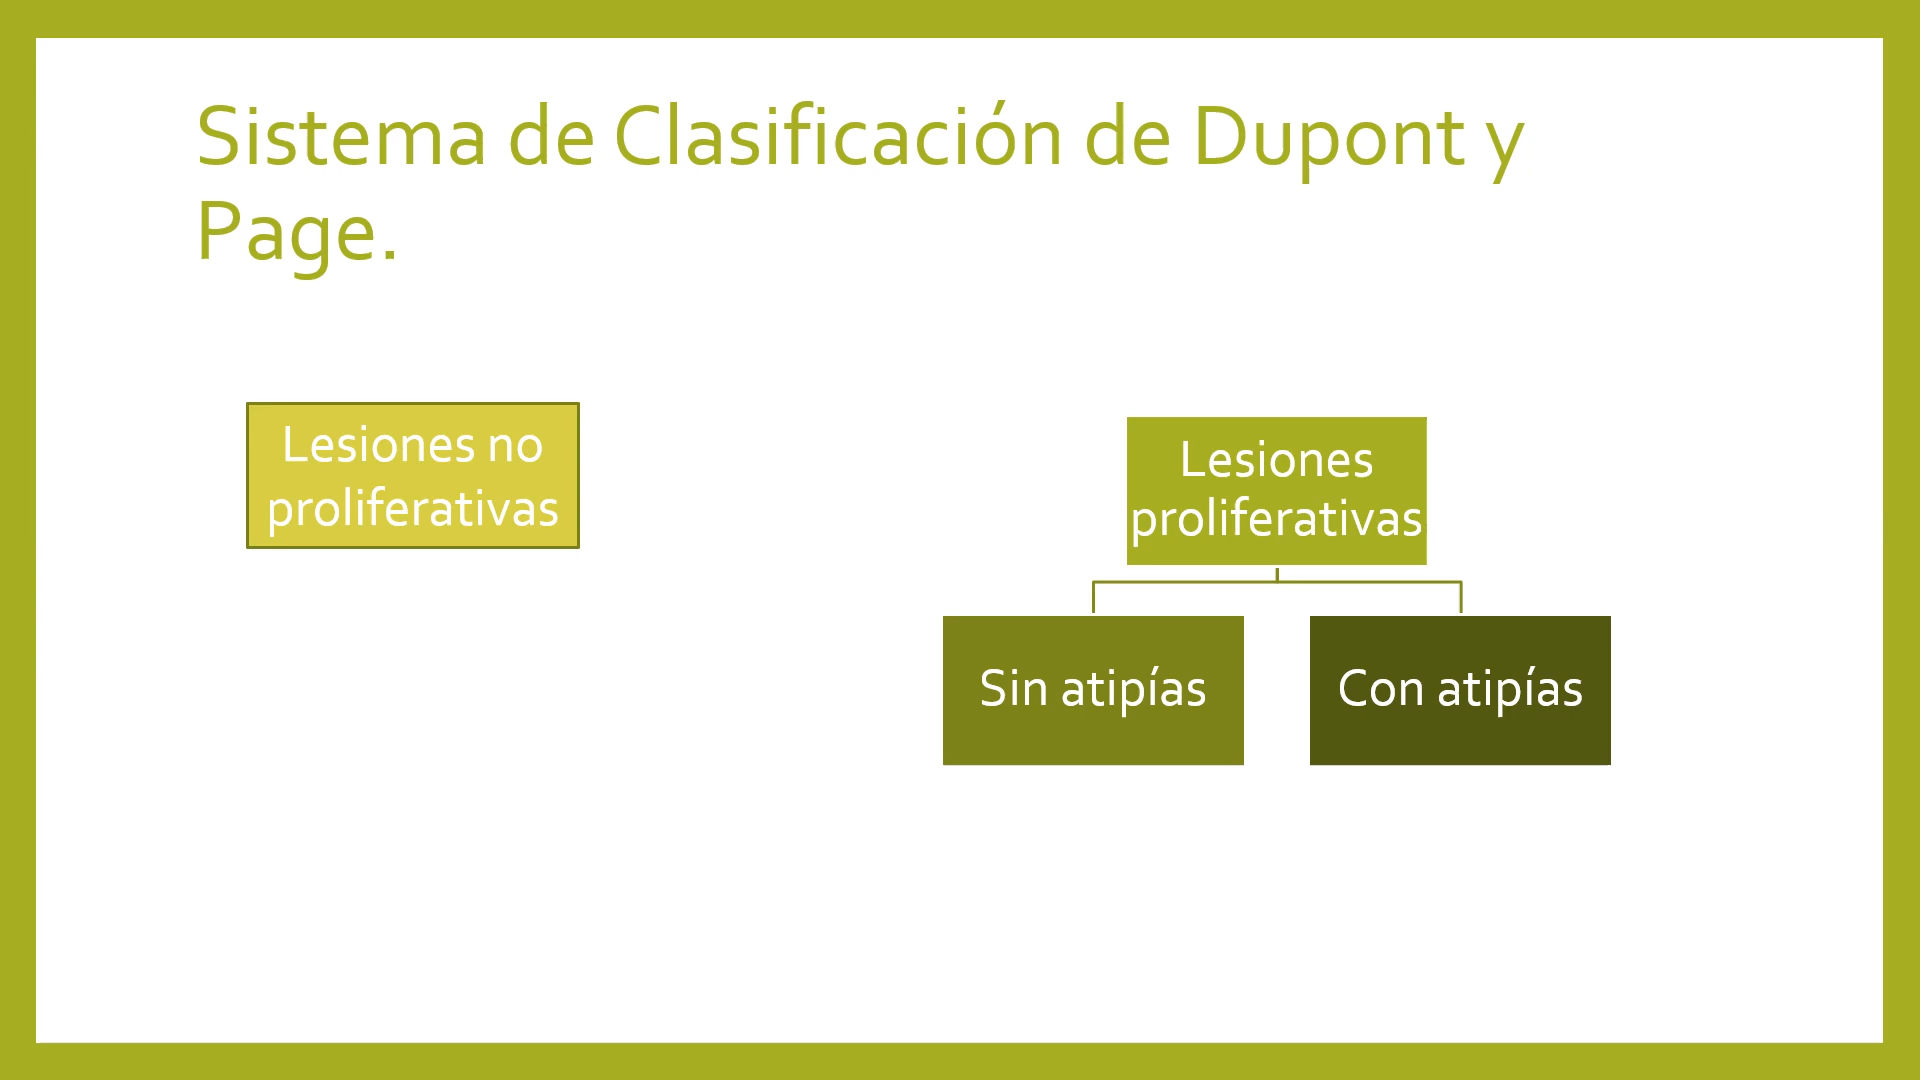 Sistema de Clasificación de Dupont y
Page.
Lesiones no
proliferativas
Lesiones
proliferativas
Sin atipías
Con atipías